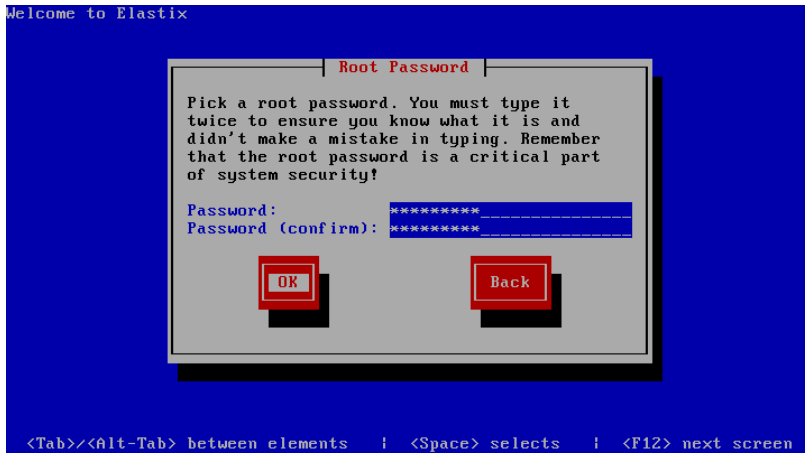 Welcome to Elastix
Root Password
Pick a root password. You must type it
twice to ensure you know what it is and
didn't make a mistake in typing. Remember
that the root password is a critical part
of system security!
Password: *********_______________
Password (confirm): *********_______________
OK Back
<Tab>/<Alt-Tab> between elements | <Space> selects | <F12> next screen